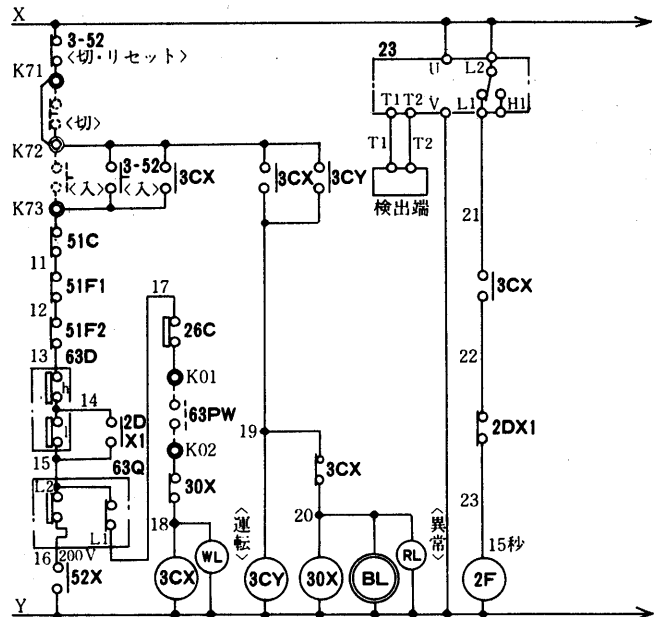 X
3-52
<切・リセット>
K71
<切>
K72
3-52
<入>
<入>
3CX
3CX
3CY
K73
23
U
L2
T1
T2
V
L1
H1
T1
T2
検出端
51C
11
51F1
12
51F2
13
63D
h
14
2D
X1
15
63Q
L2
L1
16
200V
52X
17
26C
K01
63PW
K02
30X
18
WL
3CX
<運転>
3CY
19
3CX
20
30X
BL
RL
<異常>
21
3CX
22
2DX1
23
15秒
2F
Y